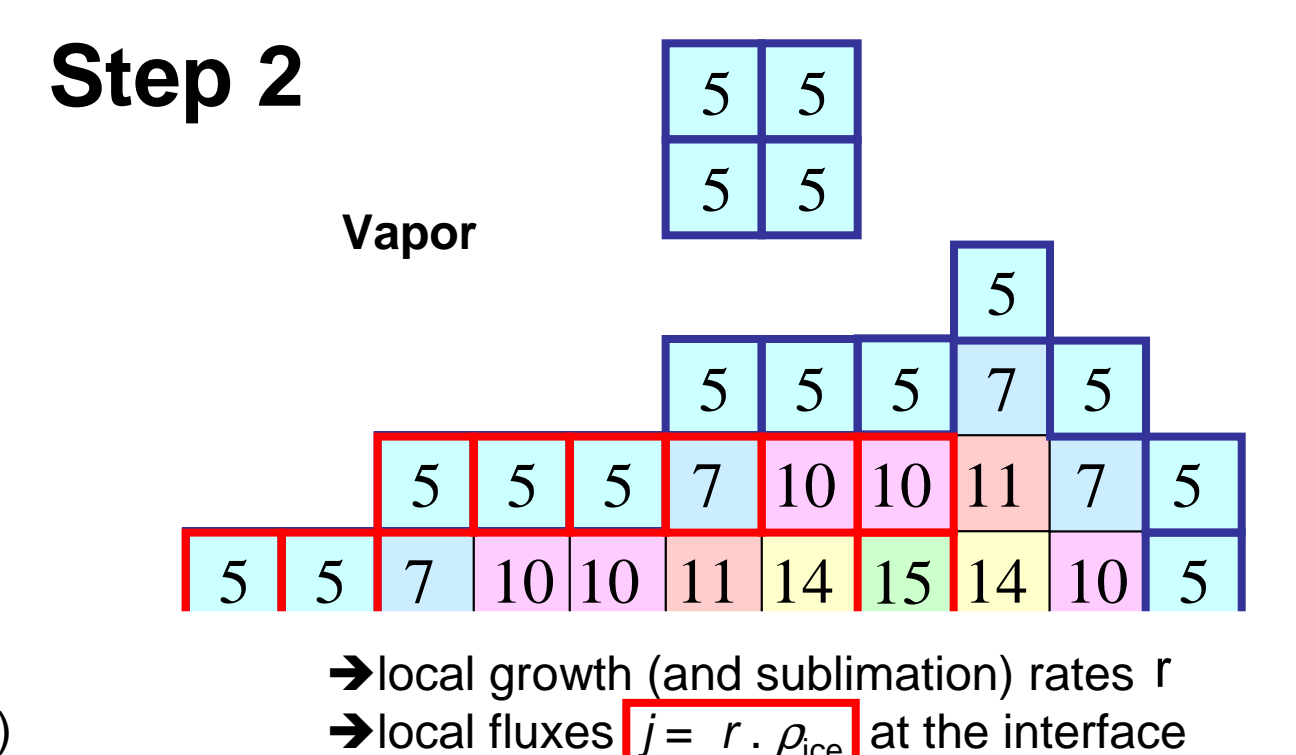 Step 2
5 5
5 5
Vapor
5
5 5 5 7 5
5 5 5 7 10 10 11 7 5
5 5 7 10 10 11 14 15 14 10 5
➔local growth (and sublimation) rates r
)
➔local fluxes j = r . ρice at the interface